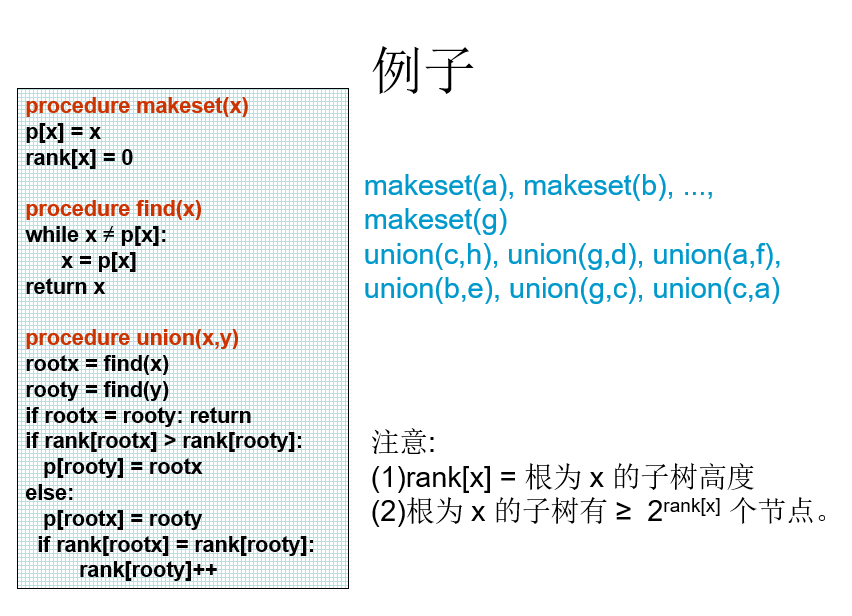 例子
procedure makeset(x)
p[x] = x
rank[x] = 0
procedure find(x)
while x ≠ p[x]:
x = p[x]
return x
procedure union(x,y)
rootx = find(x)
rooty = find(y)
if rootx = rooty: return
if rank[rootx] > rank[rooty]:
p[rooty] = rootx
else:
p[rootx] = rooty
if rank[rootx] = rank[rooty]:
rank[rooty]++
makeset(a), makeset(b), ...,
makeset(g)
union(c,h), union(g,d), union(a,f),
union(b,e), union(g,c), union(c,a)
注意:
(1)rank[x] = 根为 x 的子树高度
(2)根为 x 的子树有 ≥ 2^rank[x] 个节点。